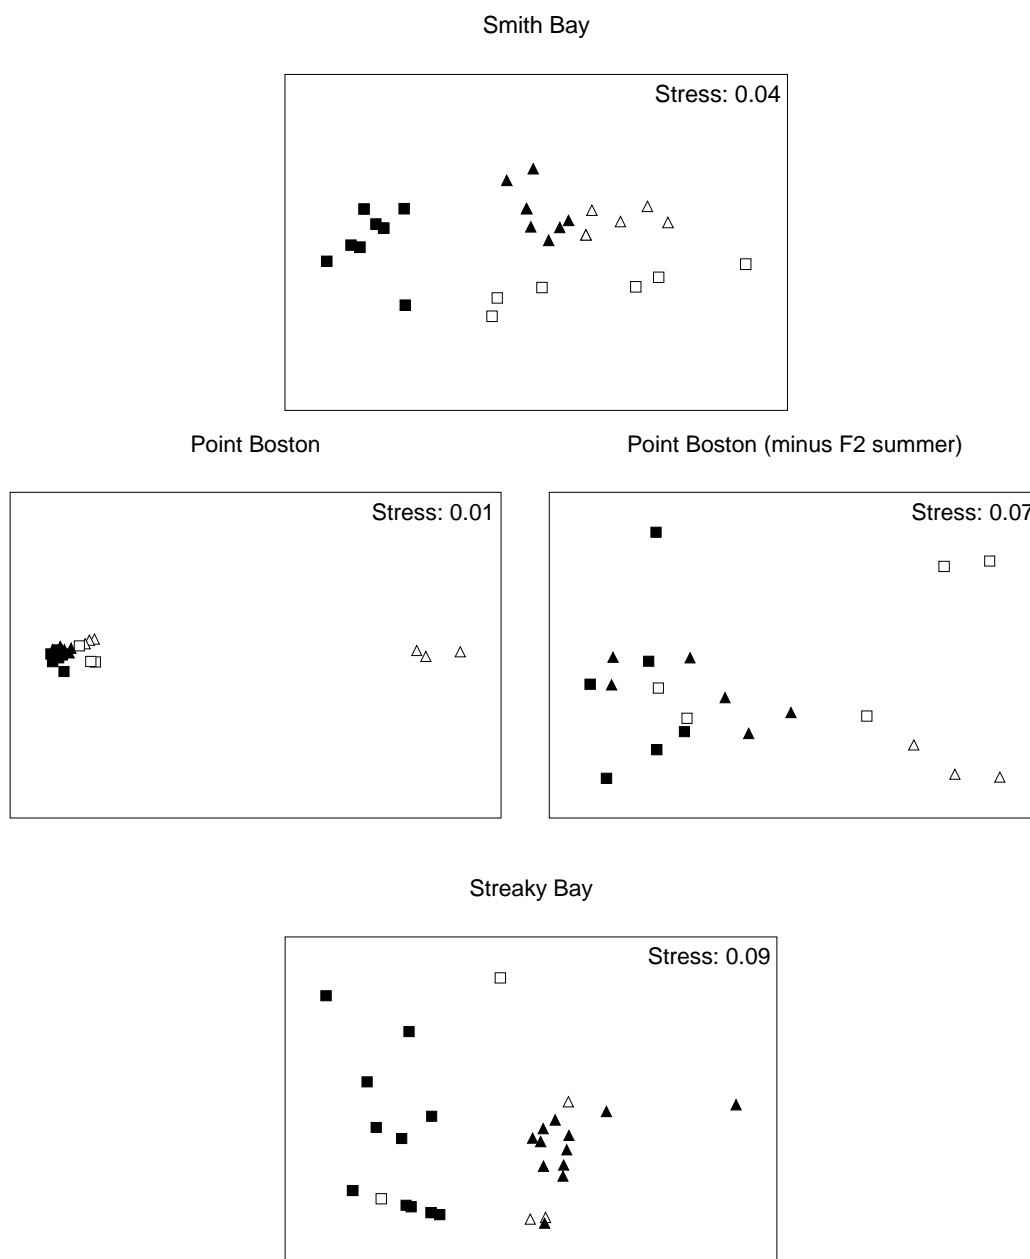 Smith Bay
Stress: 0.04
Point Boston
Point Boston (minus F2 summer)
Stress: 0.01
Stress: 0.07
Streaky Bay
Stress: 0.09